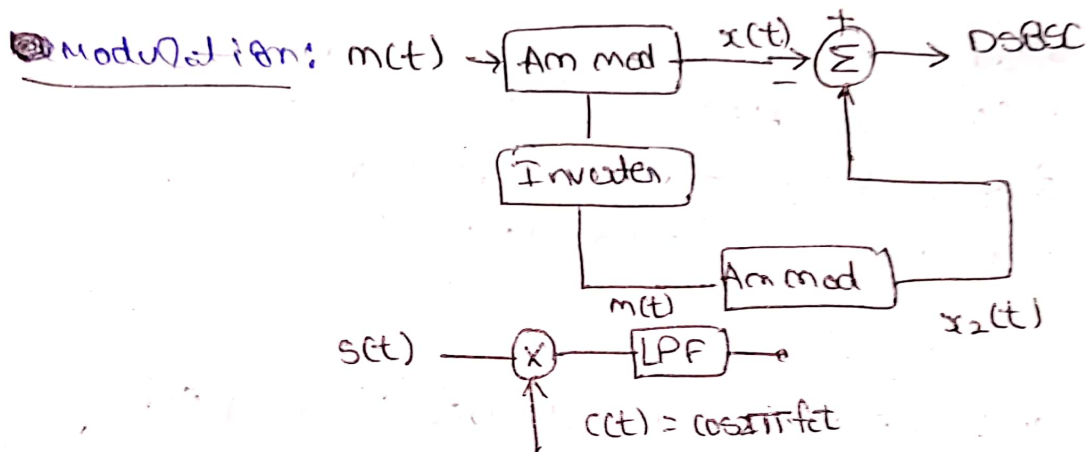 Modulation: m(t) → Am mod x(t) + Σ → DSBSC
−
Inverter
Am mod
m(t) x₂(t)
s(t) X LPF
c(t) = cos2πfct